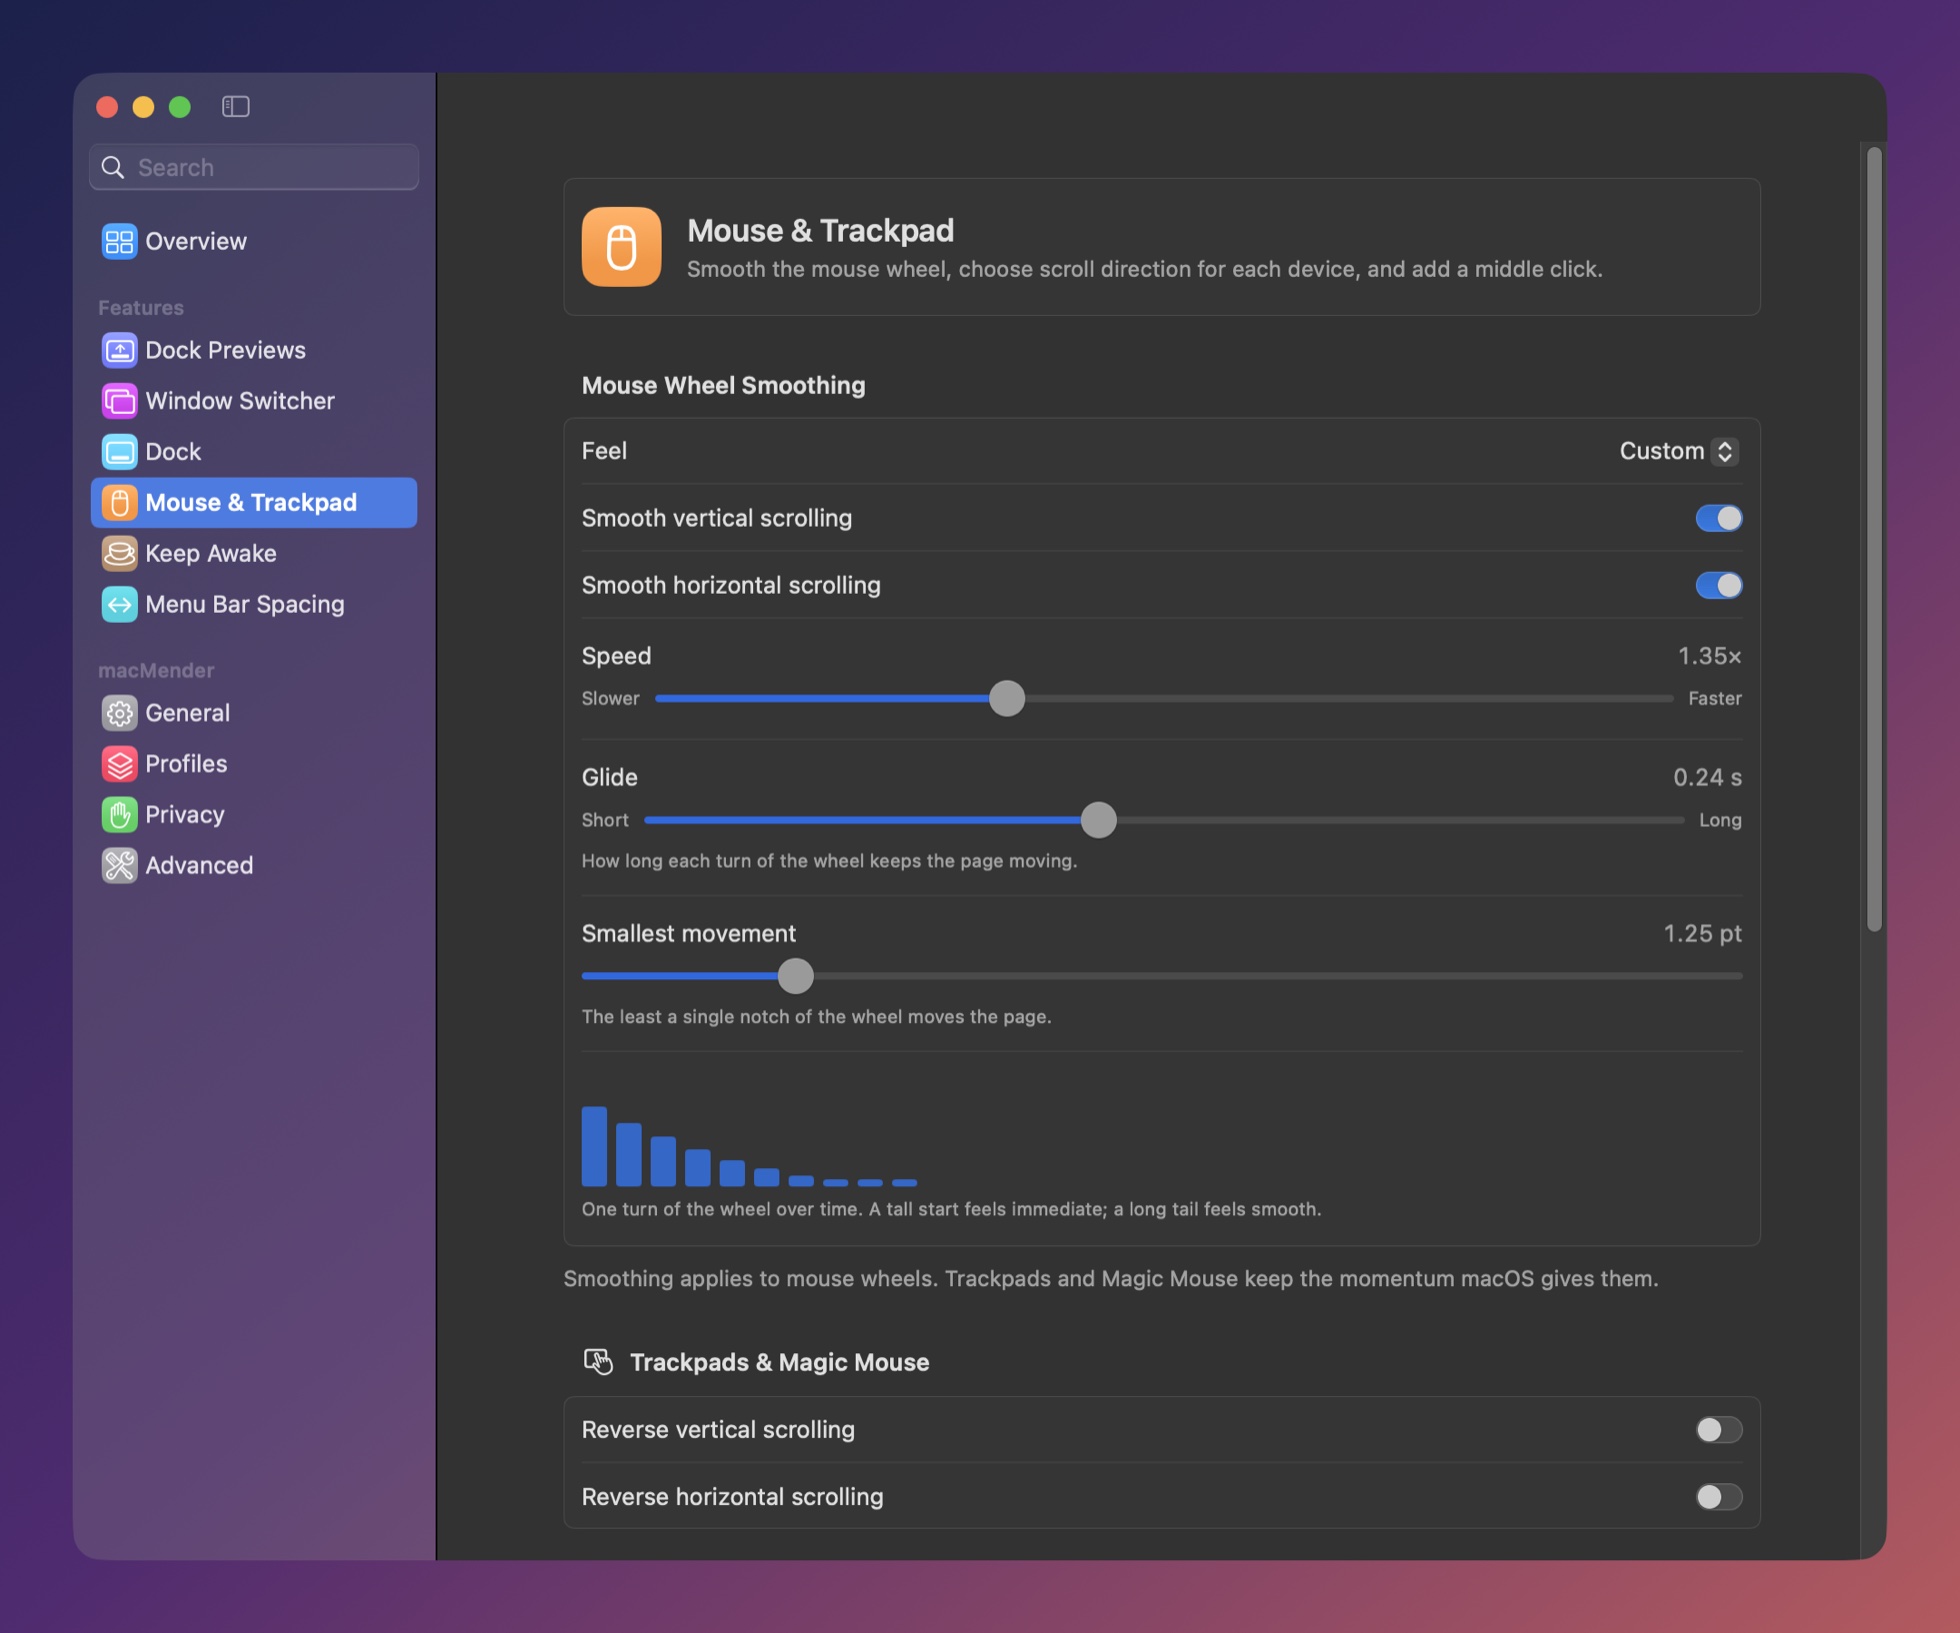 Search
Overview
Features
Dock Previews
Window Switcher
Dock
Mouse & Trackpad
Keep Awake
Menu Bar Spacing
macMender
General
Profiles
Privacy
Advanced
Mouse & Trackpad
Smooth the mouse wheel, choose scroll direction for each device, and add a middle click.
Mouse Wheel Smoothing
Feel Custom
Smooth vertical scrolling
Smooth horizontal scrolling
Speed 1.35×
Slower Faster
Glide 0.24 s
Short Long
How long each turn of the wheel keeps the page moving.
Smallest movement 1.25 pt
The least a single notch of the wheel moves the page.
One turn of the wheel over time. A tall start feels immediate; a long tail feels smooth.
Smoothing applies to mouse wheels. Trackpads and Magic Mouse keep the momentum macOS gives them.
Trackpads & Magic Mouse
Reverse vertical scrolling
Reverse horizontal scrolling